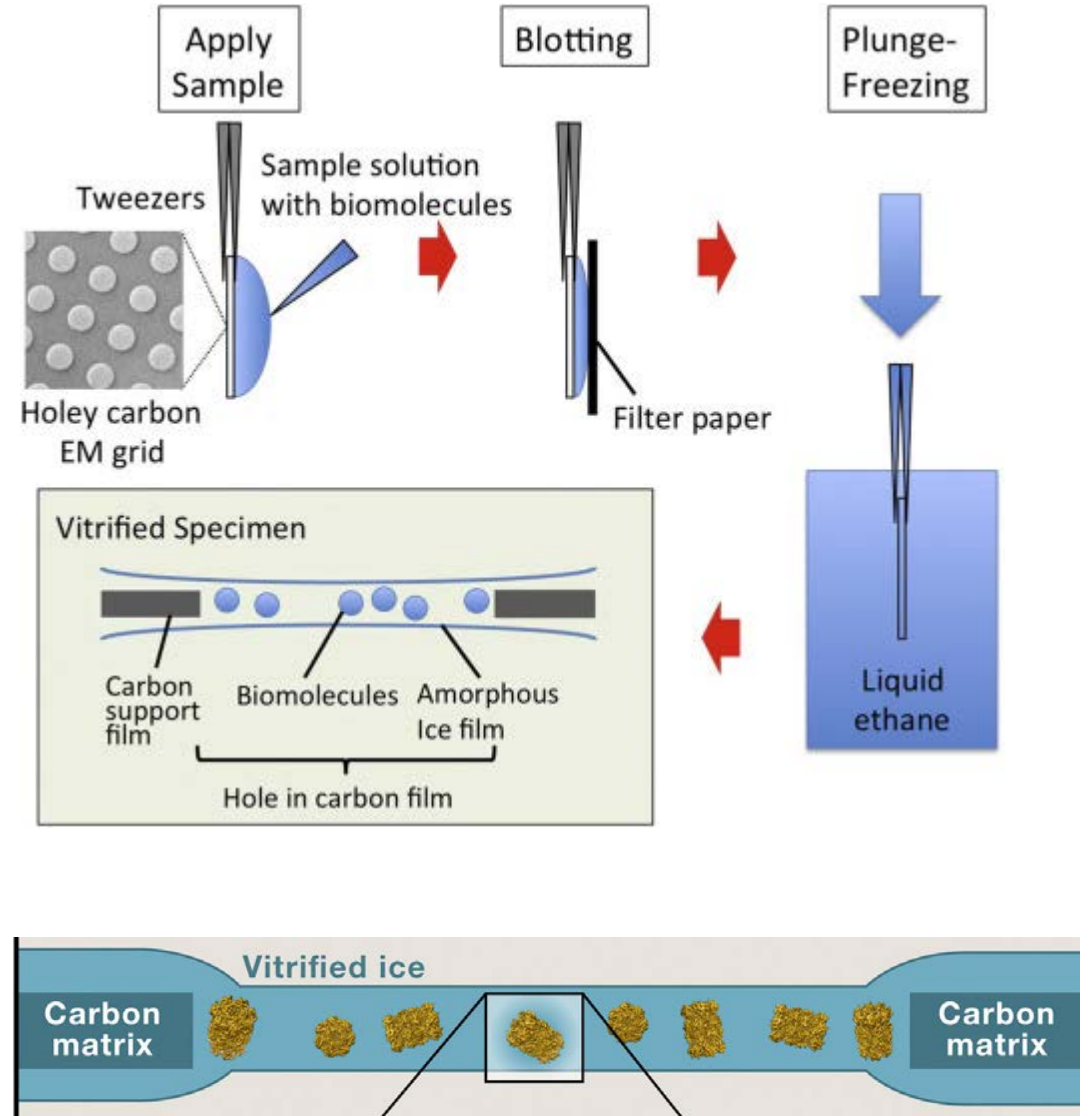 Apply
Sample
Blotting
Plunge-
Freezing
Tweezers
Sample solution
with biomolecules
Holey carbon
EM grid
Filter paper
Liquid
ethane
Vitrified Specimen
Carbon
support
film
Biomolecules
Amorphous
Ice film
Hole in carbon film
Vitrified ice
Carbon
matrix
Carbon
matrix